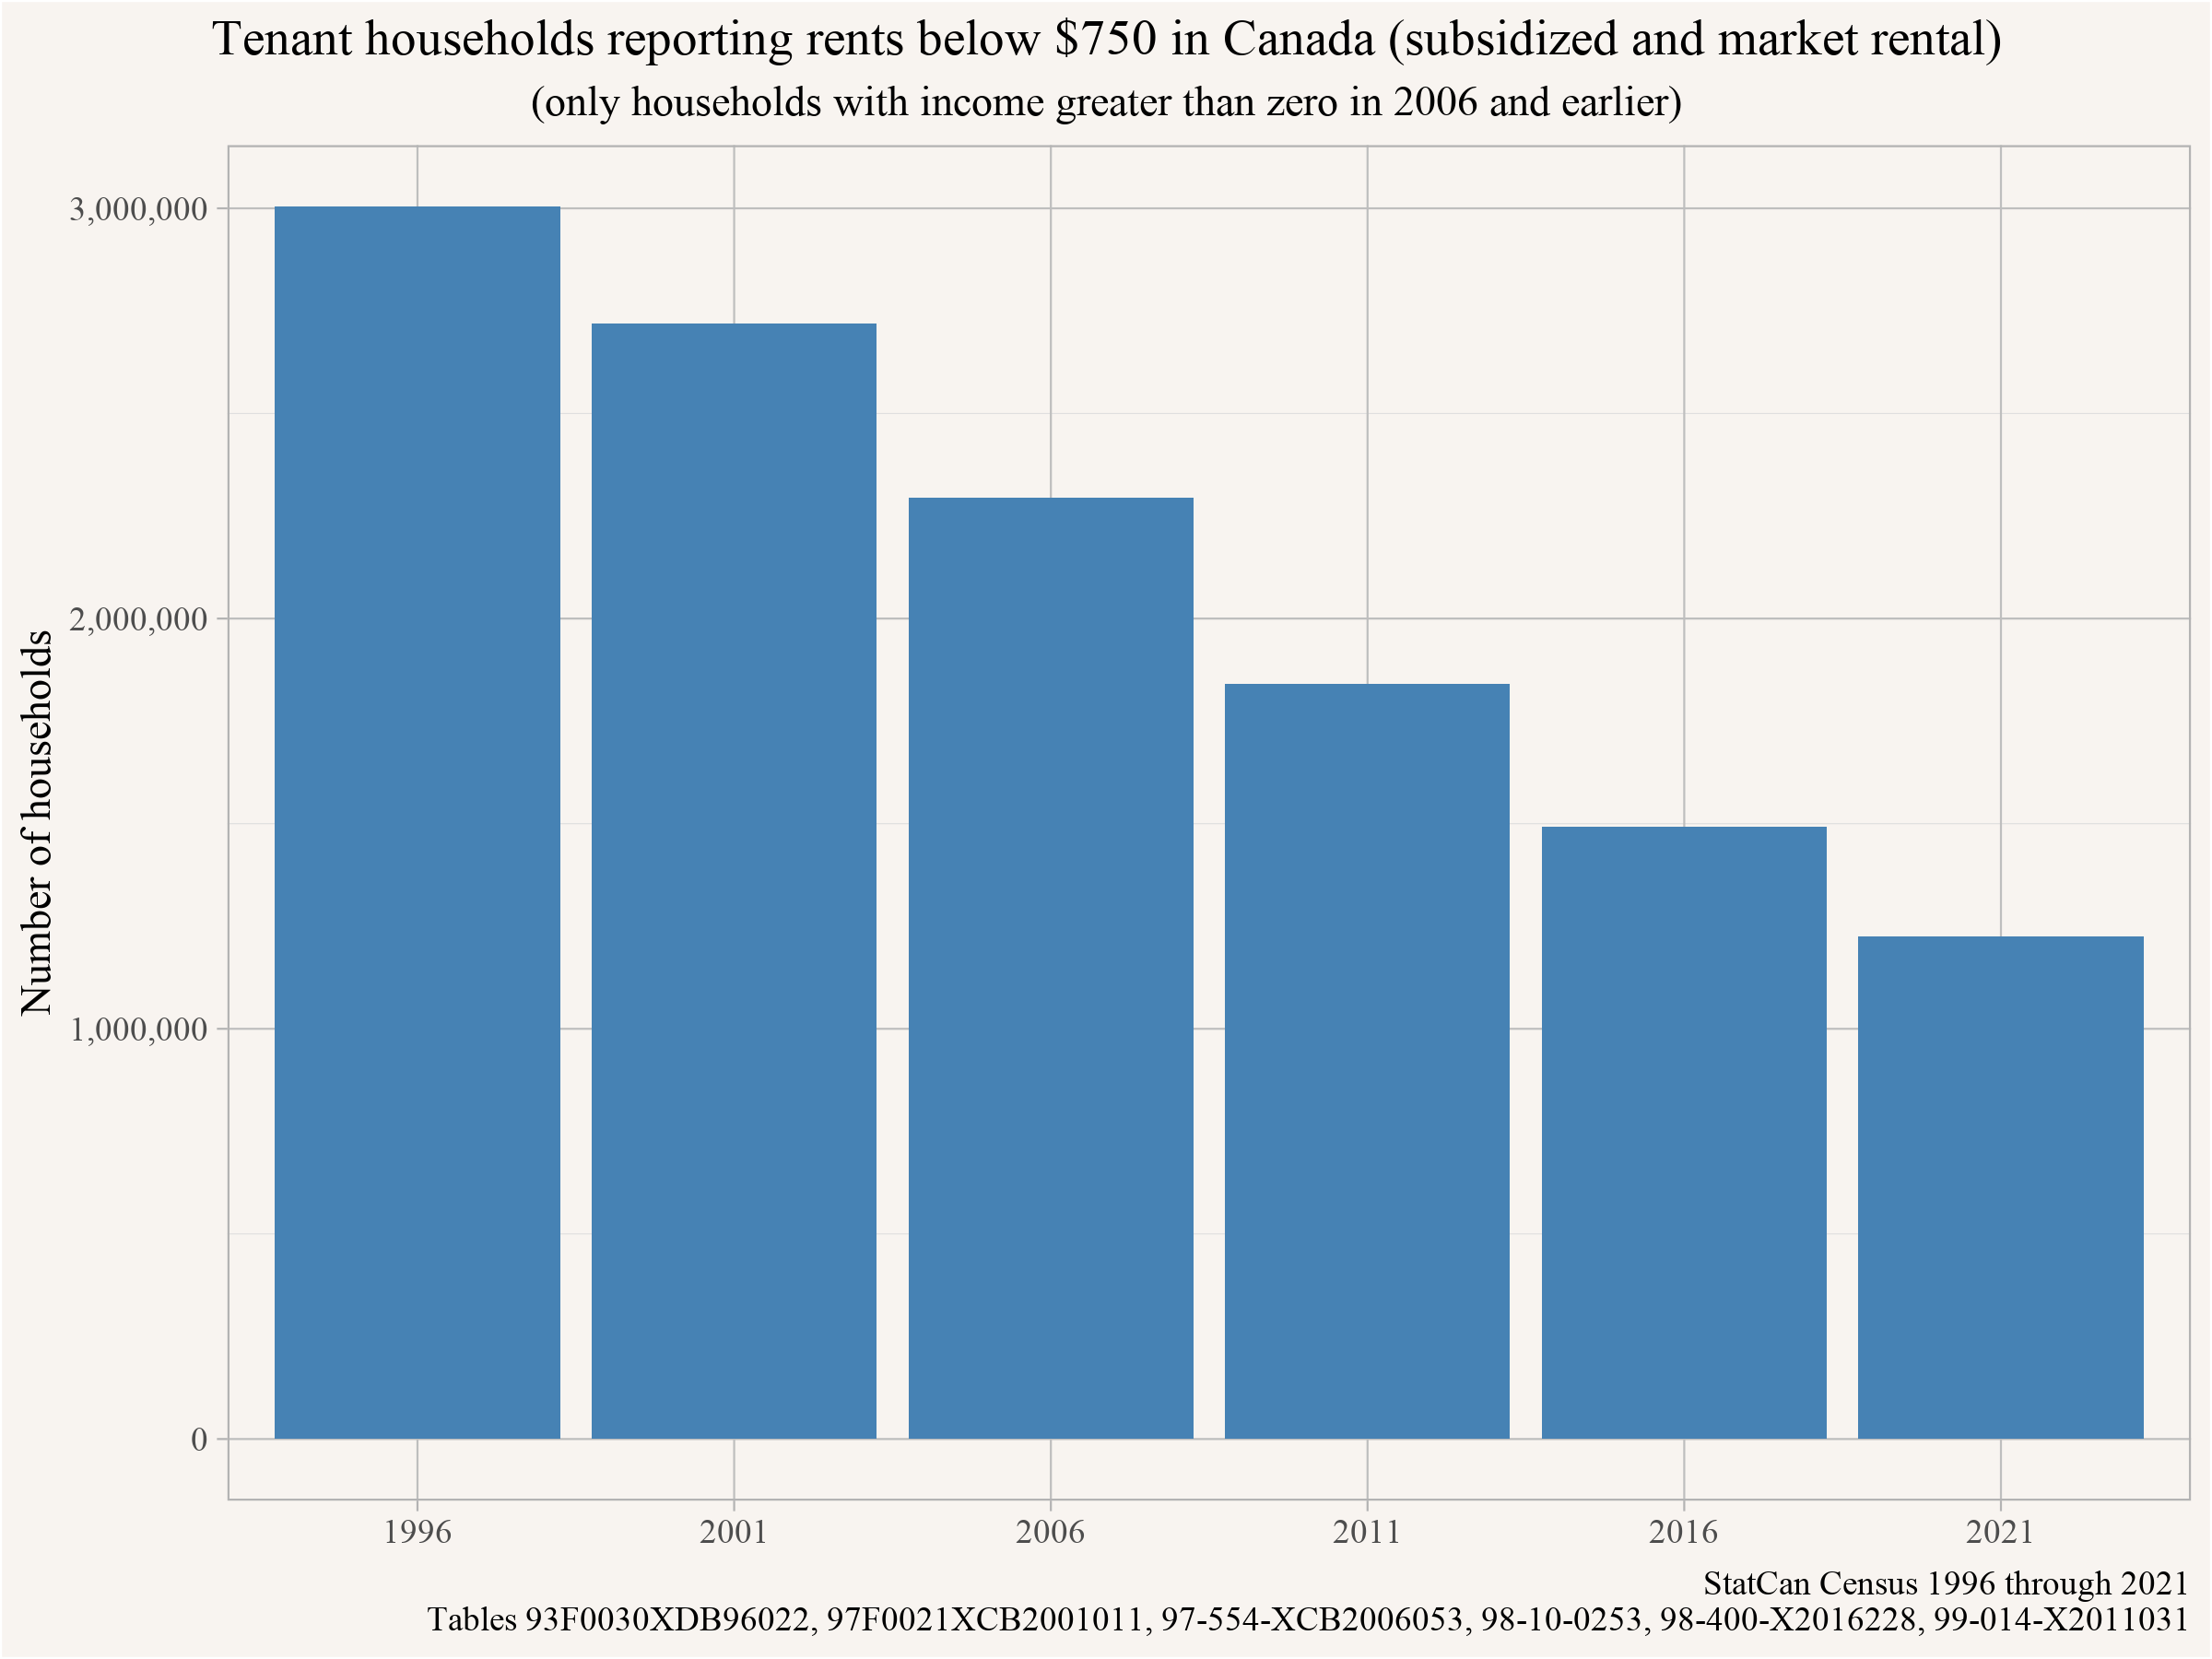 Tenant households reporting rents below $750 in Canada (subsidized and market rental)
(only households with income greater than zero in 2006 and earlier)
Number of households
3,000,000
2,000,000
1,000,000
0
1996
2001
2006
2011
2016
2021
StatCan Census 1996 through 2021
Tables 93F0030XDB96022, 97F0021XCB2001011, 97-554-XCB2006053, 98-10-0253, 98-400-X2016228, 99-014-X2011031